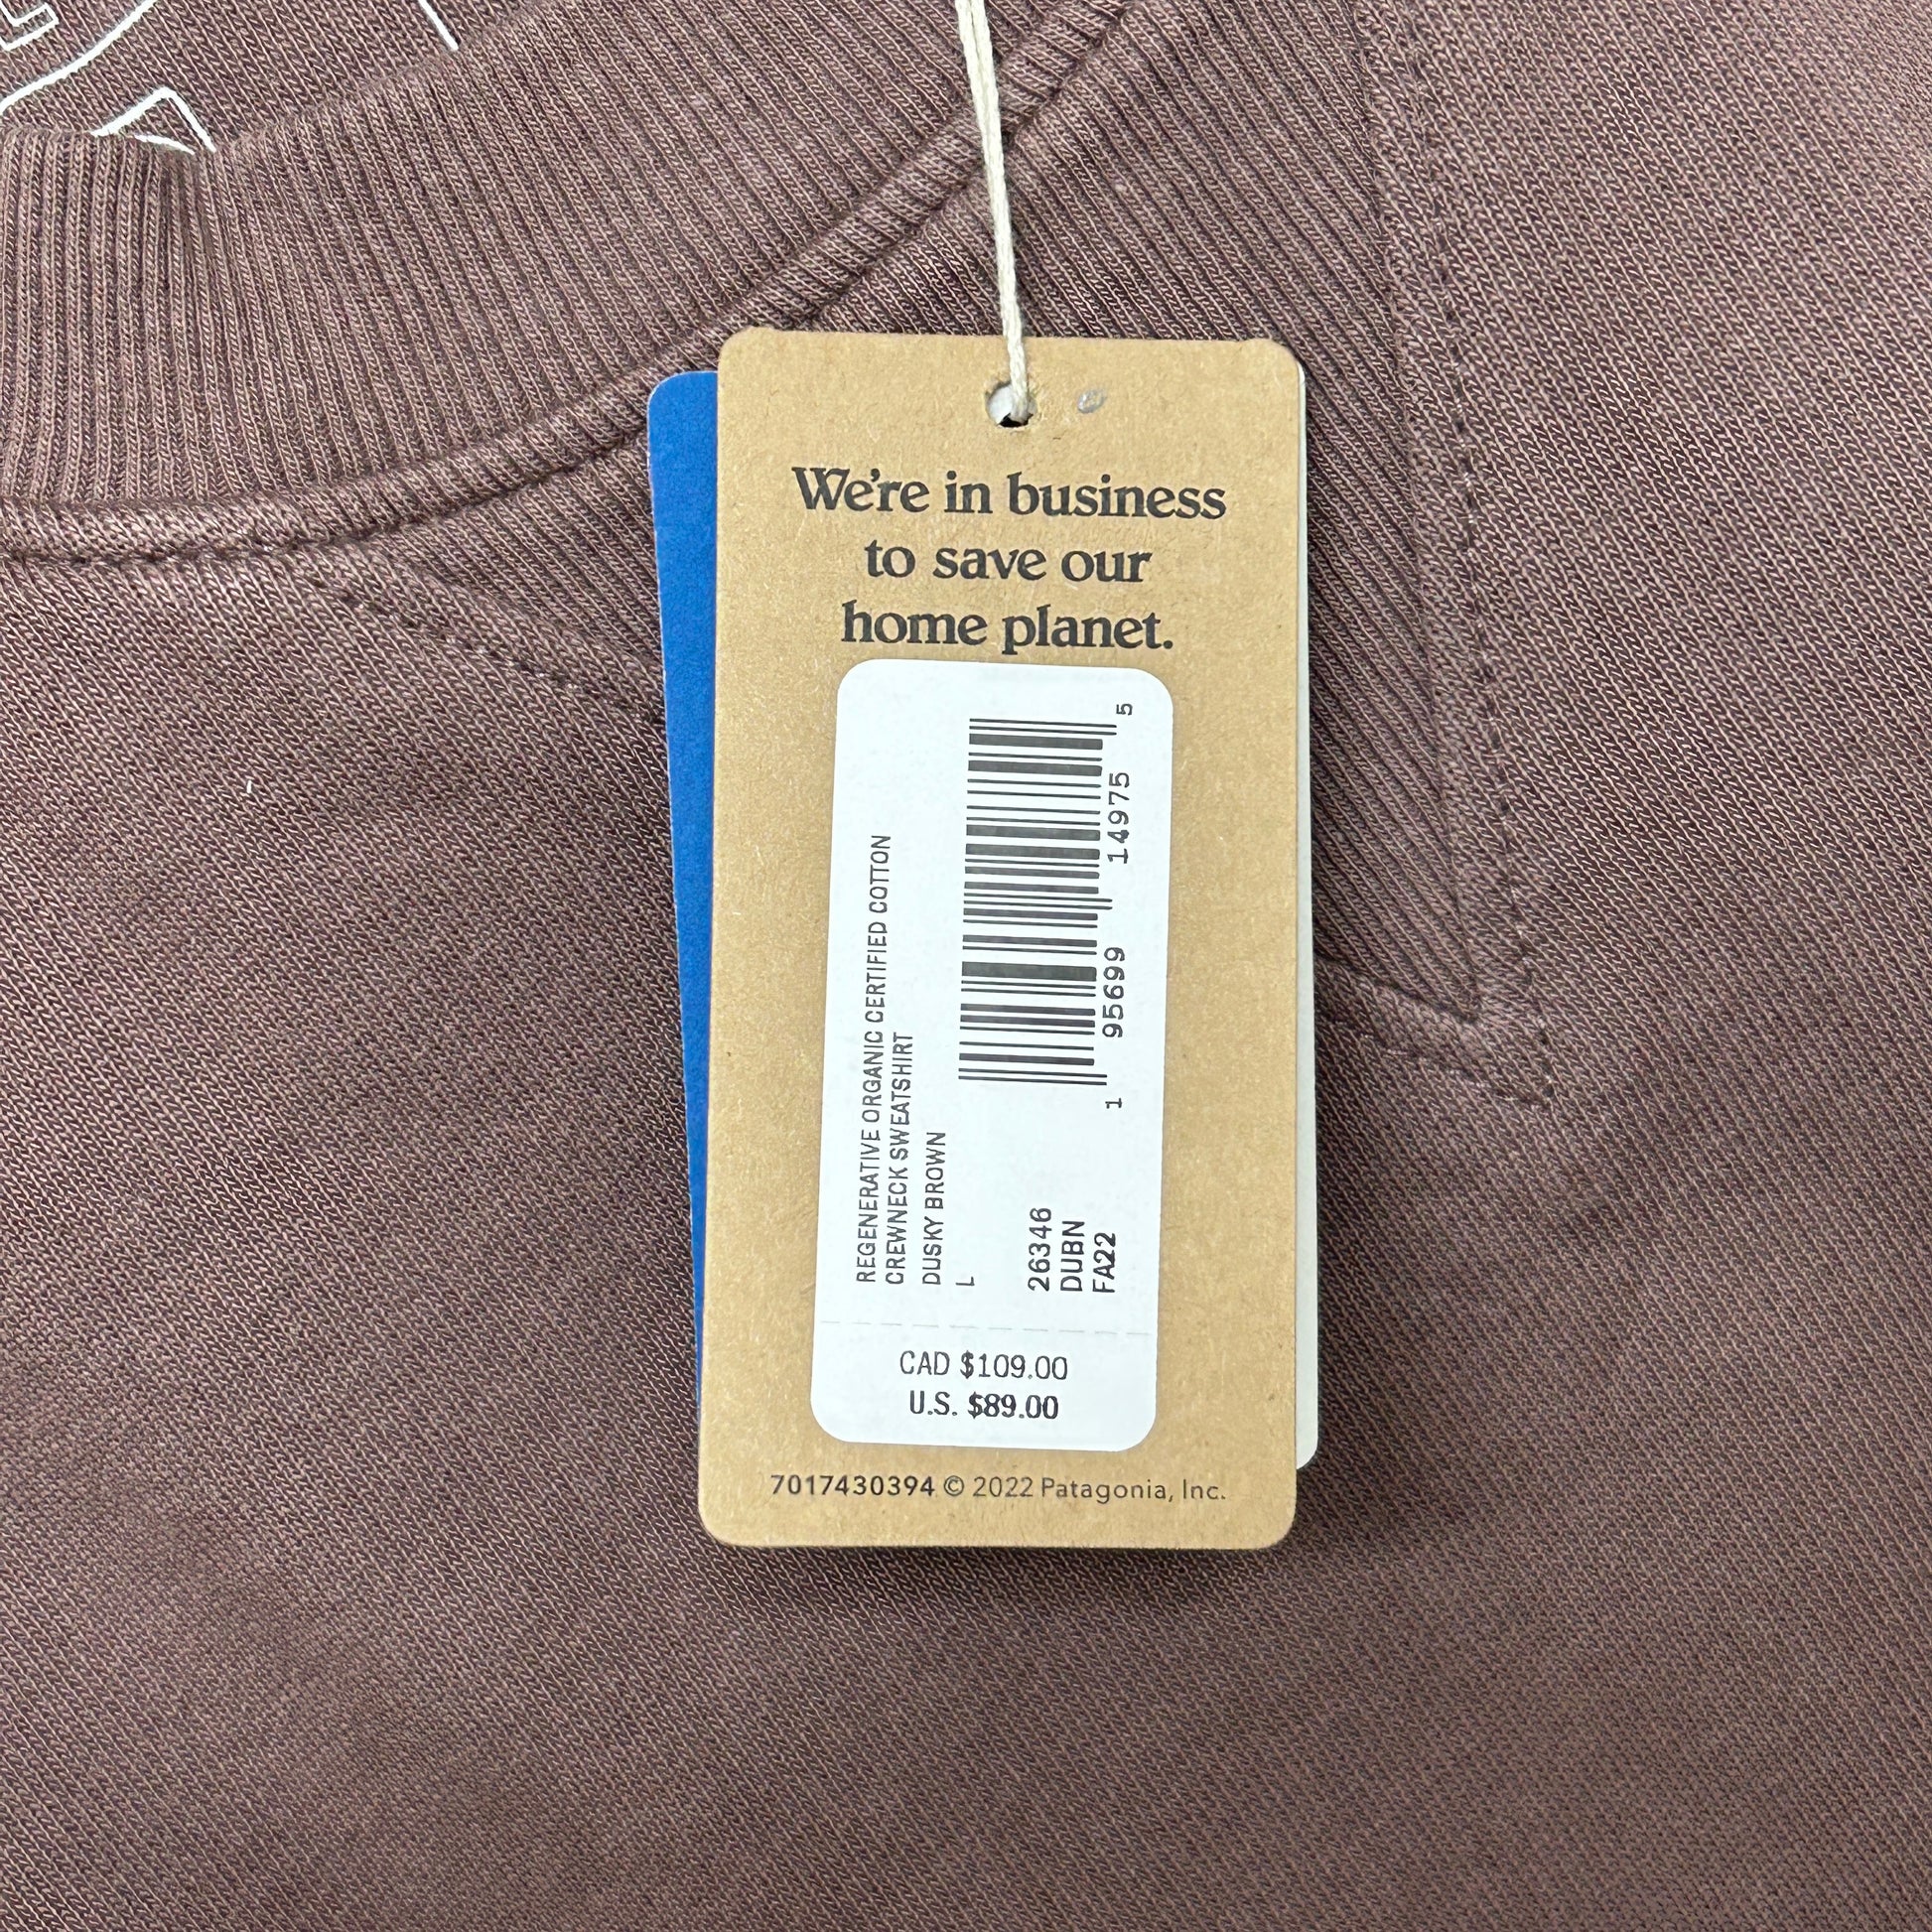 We're in business
to save our
home planet.
REGENERATIVE ORGANIC CERTIFIED COTTON
CREWNECK SWEATSHIRT
DUSKY BROWN
L
26346
DUBN
FA22
1 95699 14975 5
CAD $109.00
U.S. $89.00
7017430394 © 2022 Patagonia, Inc.